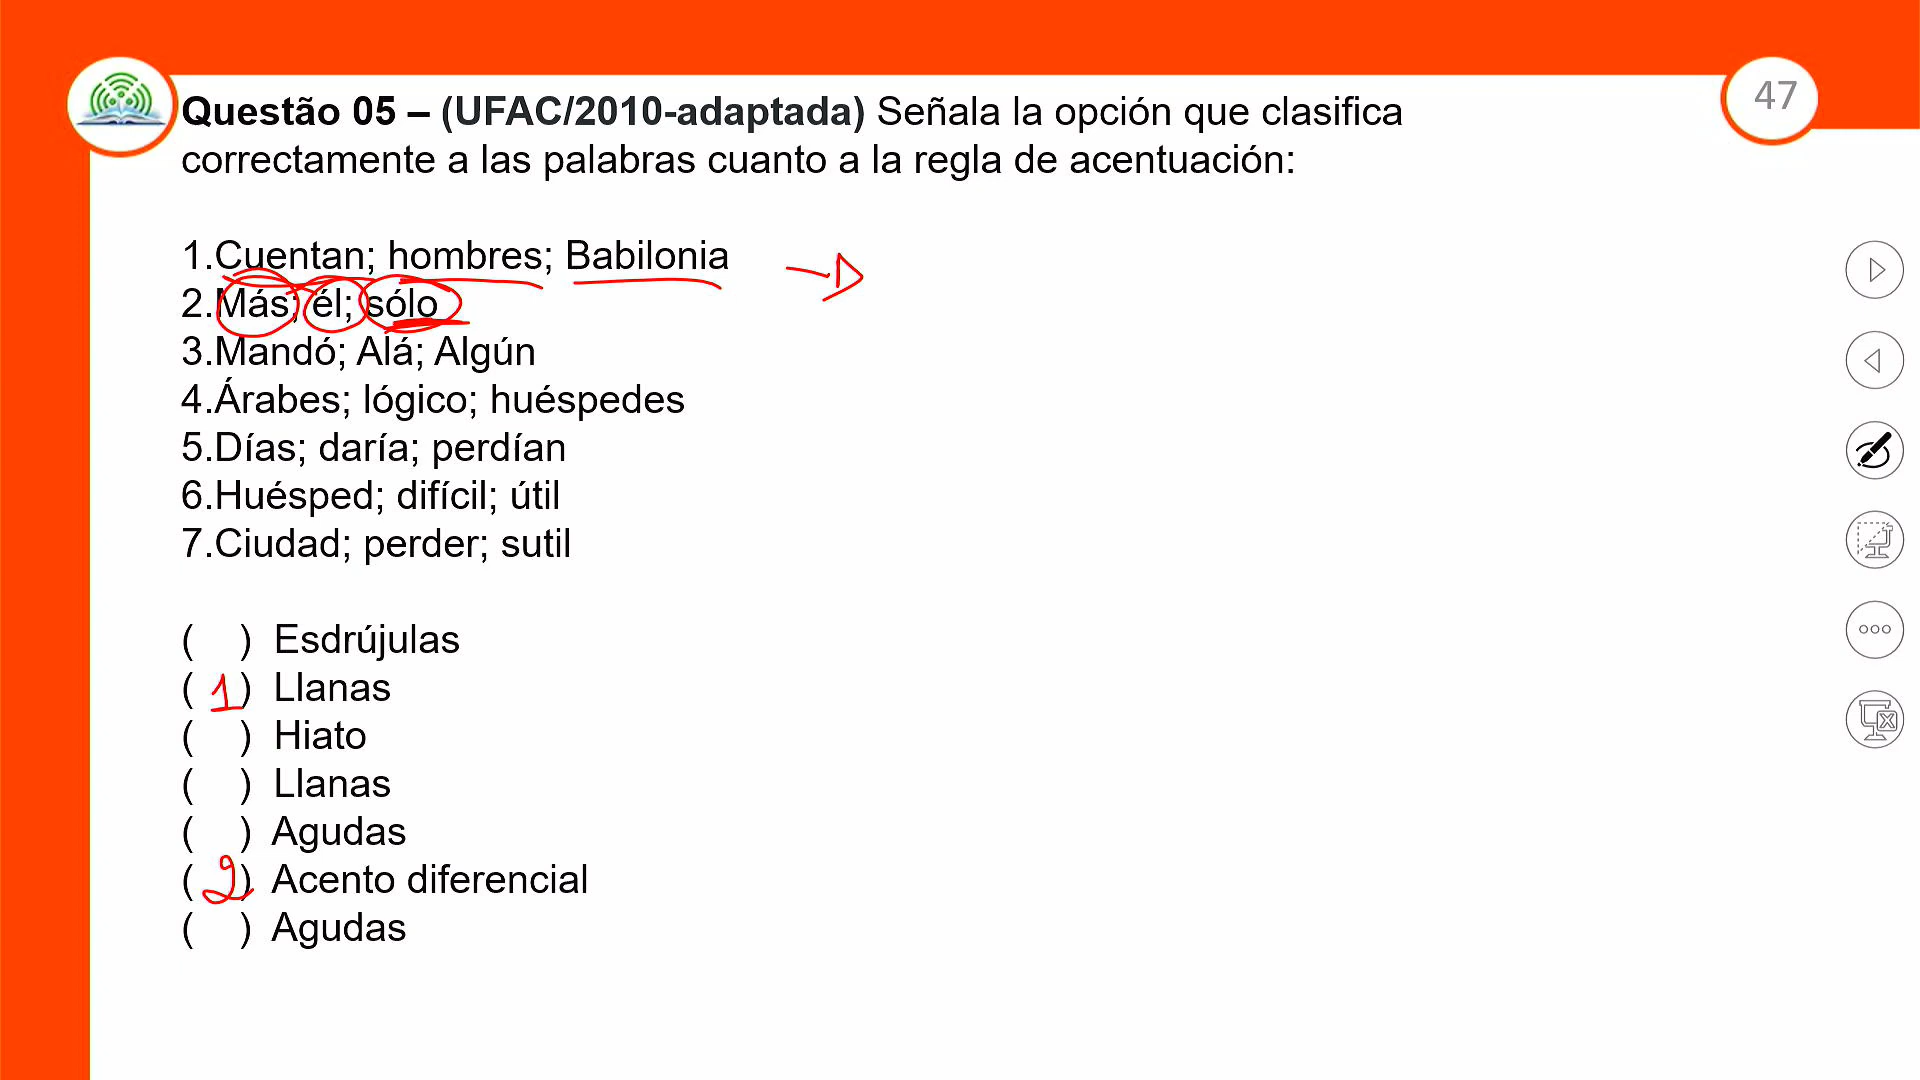 47
Questão 05 – (UFAC/2010-adaptada) Señala la opción que clasifica
correctamente a las palabras cuanto a la regla de acentuación:
1.Cuentan; hombres; Babilonia
2.Más; él; sólo
3.Mandó; Alá; Algún
4.Árabes; lógico; huéspedes
5.Días; daría; perdían
6.Huésped; difícil; útil
7.Ciudad; perder; sutil
( ) Esdrújulas
( 1 ) Llanas
( ) Hiato
( ) Llanas
( ) Agudas
( 2 ) Acento diferencial
( ) Agudas